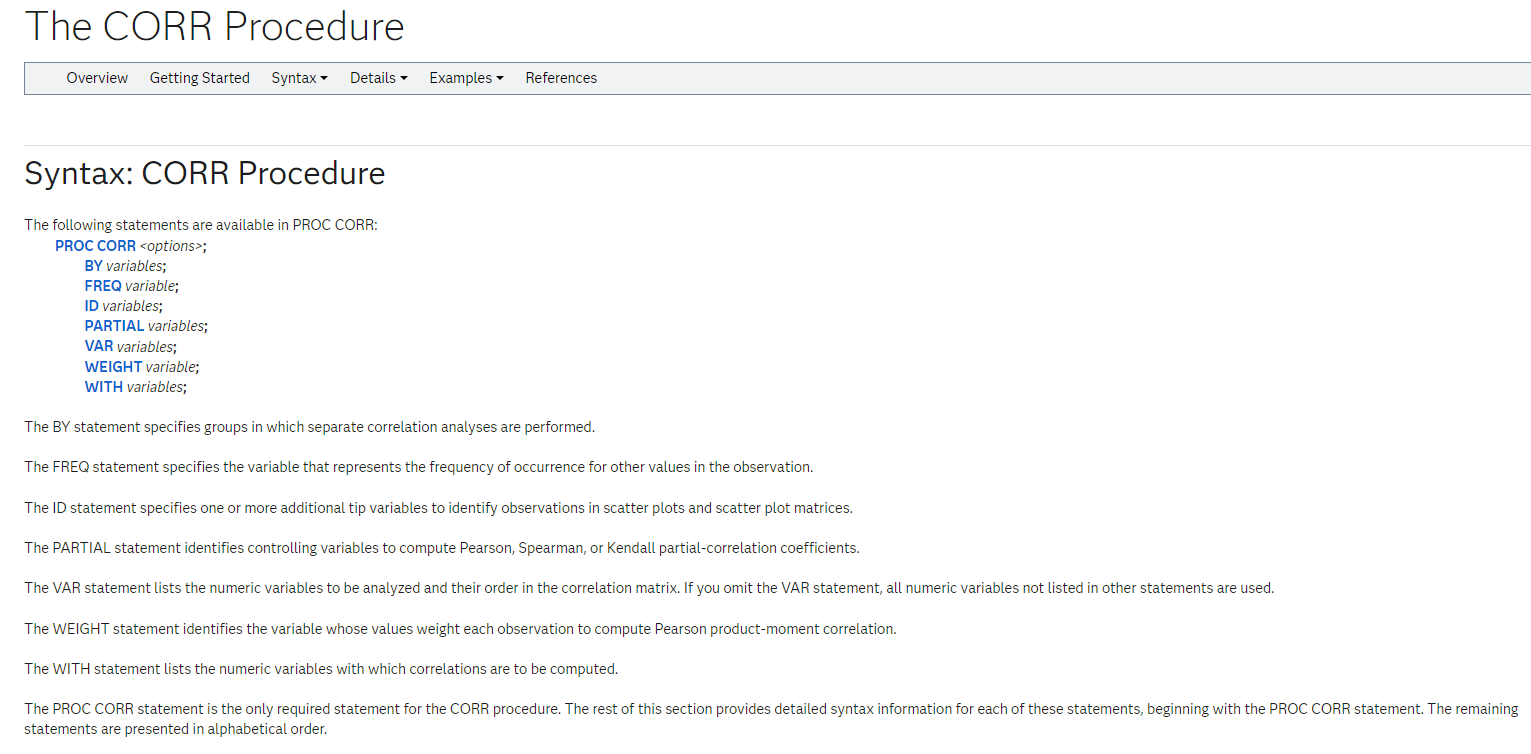 The CORR Procedure
Overview Getting Started Syntax Details Examples References
Syntax: CORR Procedure
The following statements are available in PROC CORR:
PROC CORR <options>;
BY variables;
FREQ variable;
ID variables;
PARTIAL variables;
VAR variables;
WEIGHT variable;
WITH variables;
The BY statement specifies groups in which separate correlation analyses are performed.
The FREQ statement specifies the variable that represents the frequency of occurrence for other values in the observation.
The ID statement specifies one or more additional tip variables to identify observations in scatter plots and scatter plot matrices.
The PARTIAL statement identifies controlling variables to compute Pearson, Spearman, or Kendall partial-correlation coefficients.
The VAR statement lists the numeric variables to be analyzed and their order in the correlation matrix. If you omit the VAR statement, all numeric variables not listed in other statements are used.
The WEIGHT statement identifies the variable whose values weight each observation to compute Pearson product-moment correlation.
The WITH statement lists the numeric variables with which correlations are to be computed.
The PROC CORR statement is the only required statement for the CORR procedure. The rest of this section provides detailed syntax information for each of these statements, beginning with the PROC CORR statement. The remaining
statements are presented in alphabetical order.